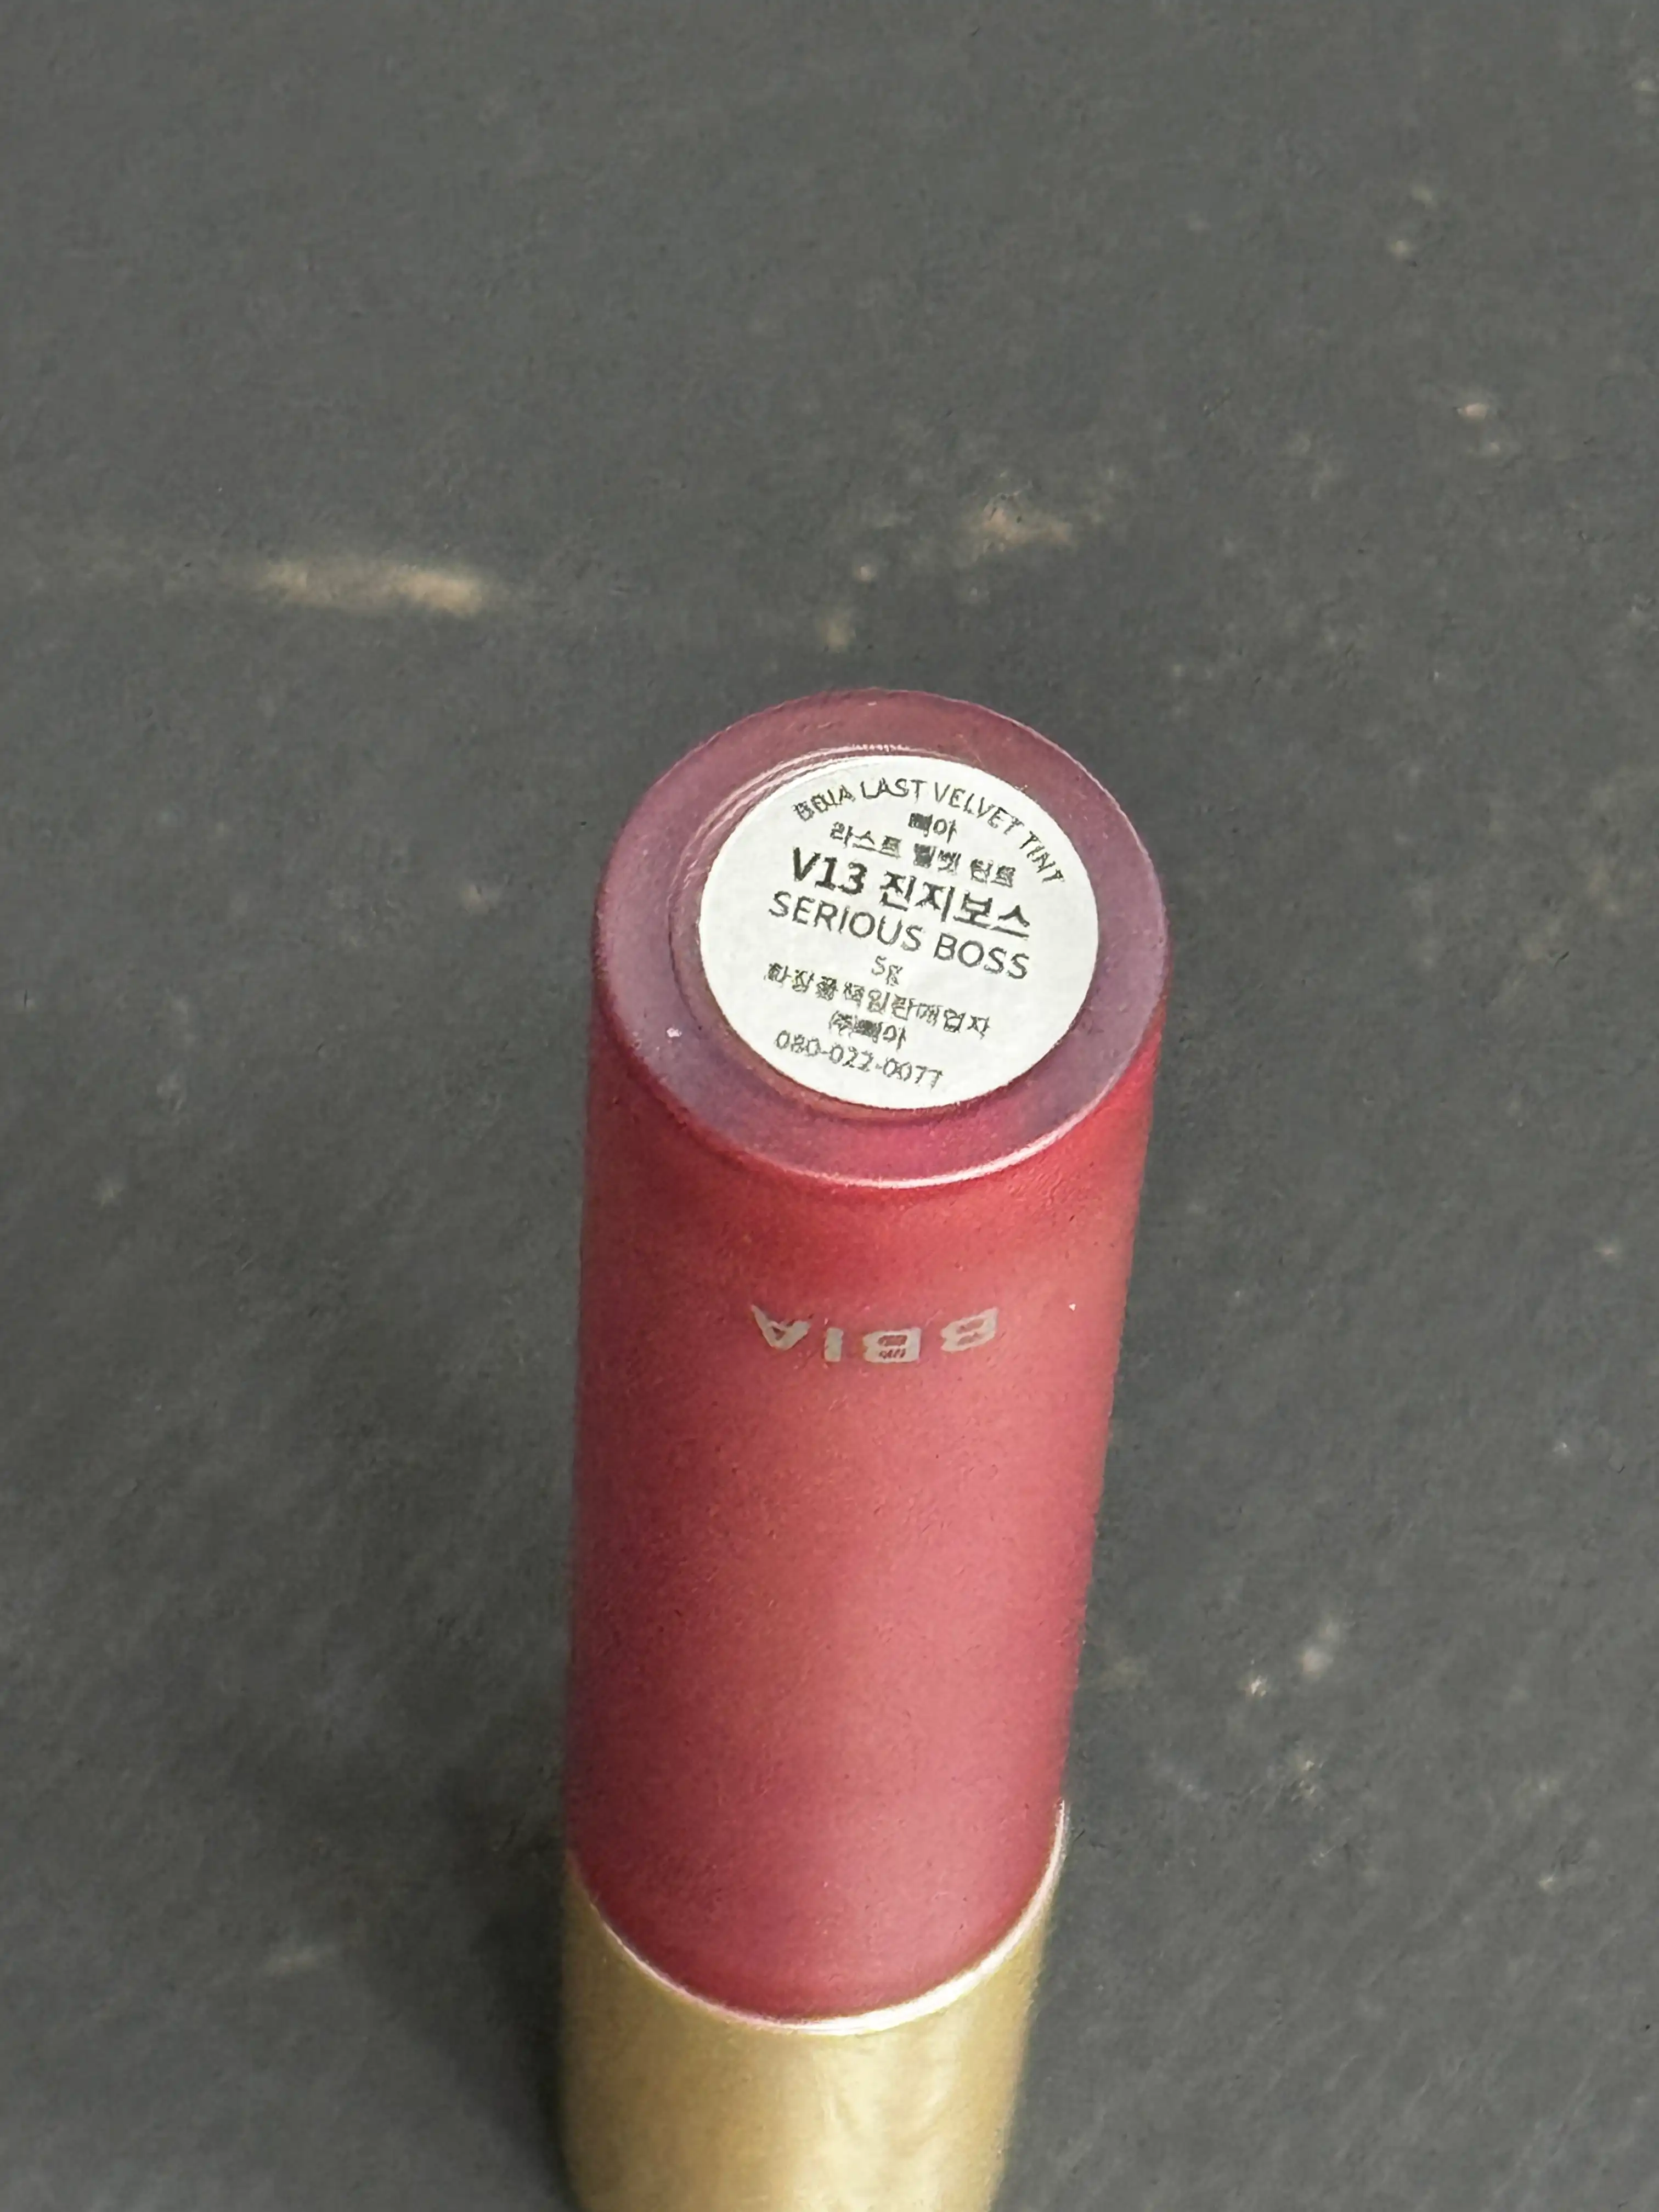 BBIA LAST VELVET TINT
삐아
라스트 벨벳 틴트
V13 진지보스
SERIOUS BOSS
5g
화장품책임판매업자
㈜삐아
080-022-0077
BBIA